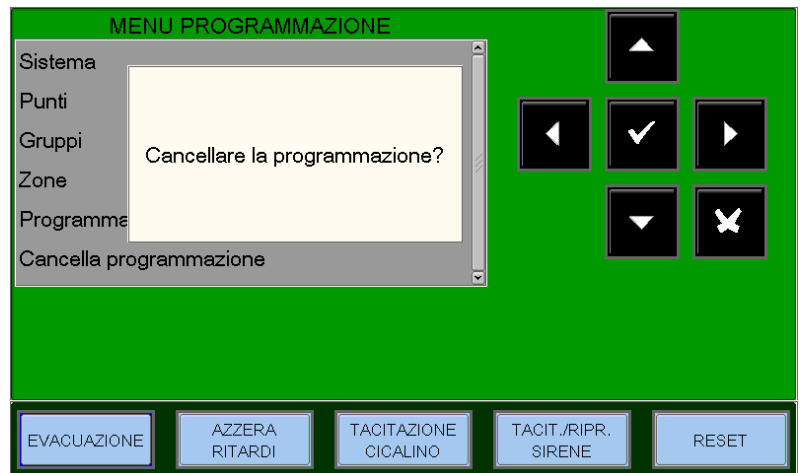 MENU PROGRAMMAZIONE
Sistema
Punti
Gruppi
Zone
Programma
Cancella programmazione
Cancellare la programmazione?
EVACUAZIONE
AZZERA
RITARDI
TACITAZIONE
CICALINO
TACIT./RIPR.
SIRENE
RESET